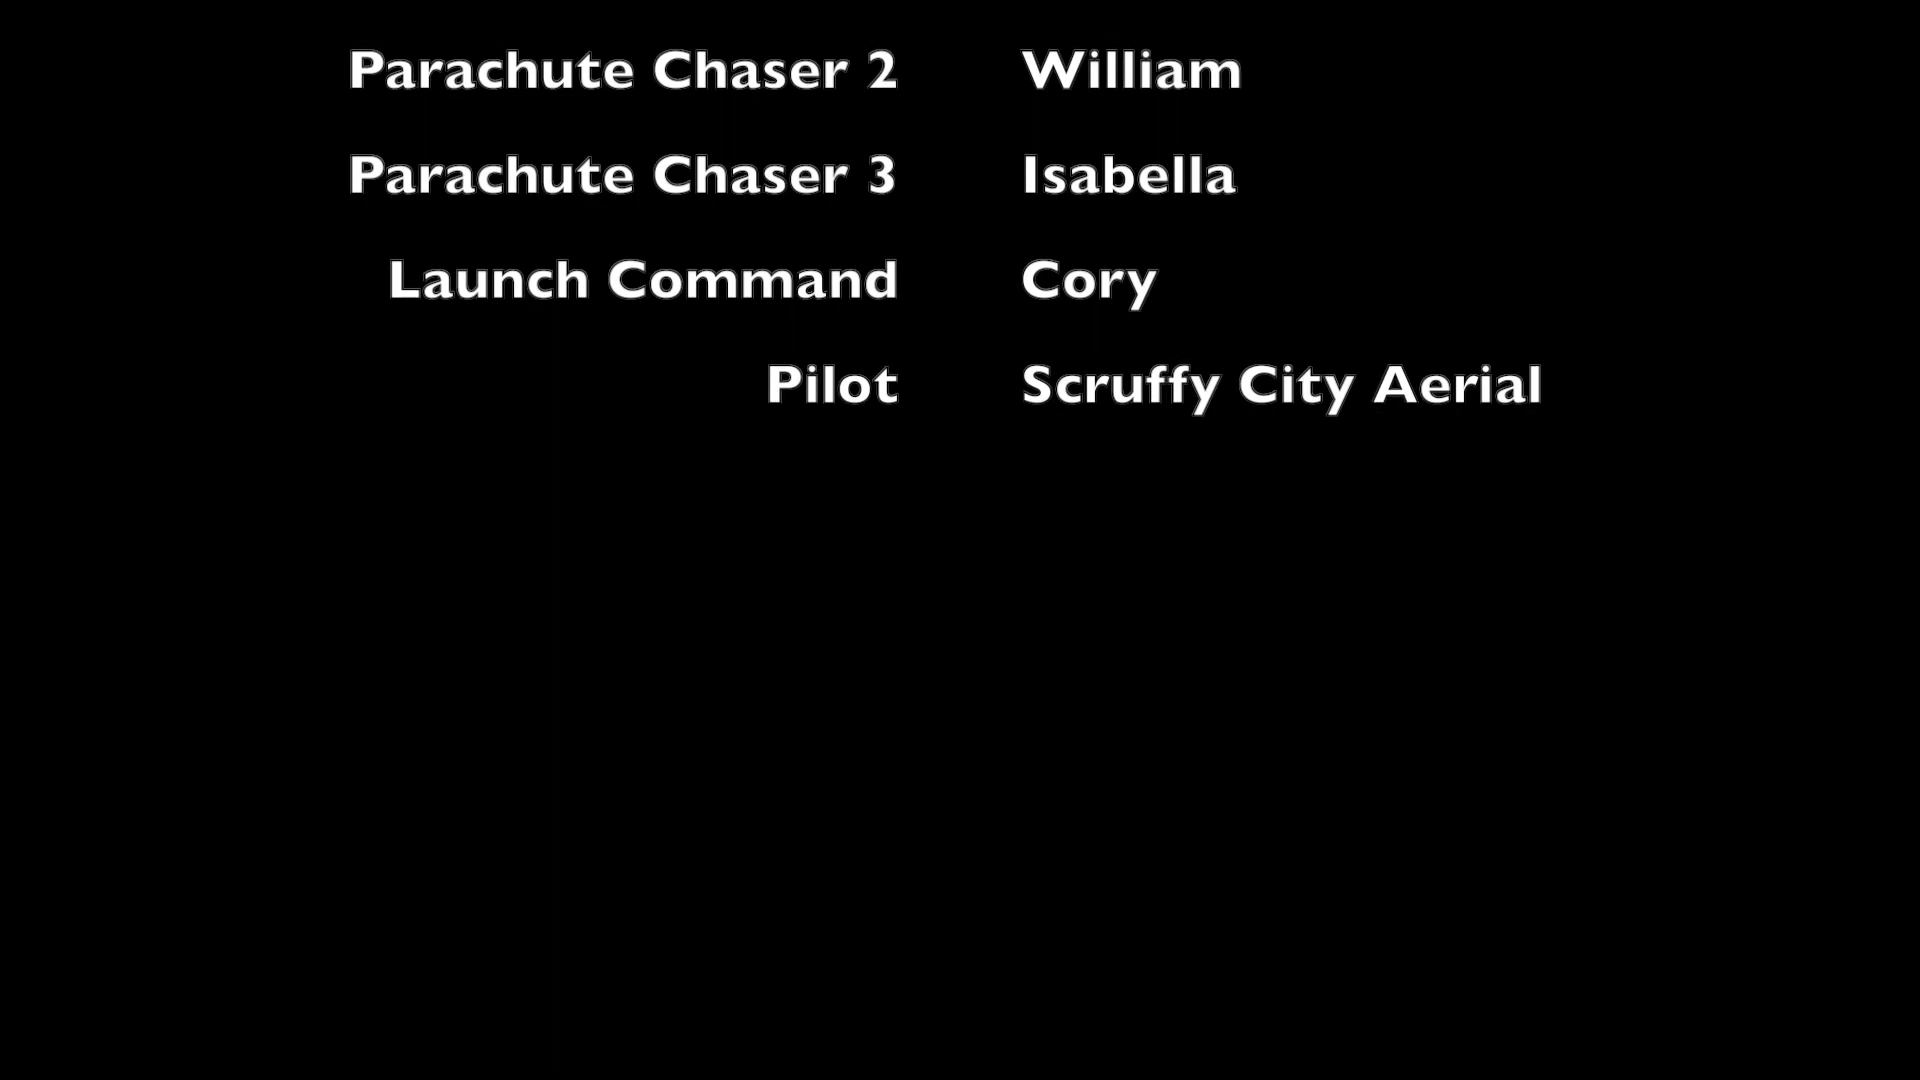 Parachute Chaser 2 William
Parachute Chaser 3 Isabella
Launch Command Cory
Pilot Scruffy City Aerial